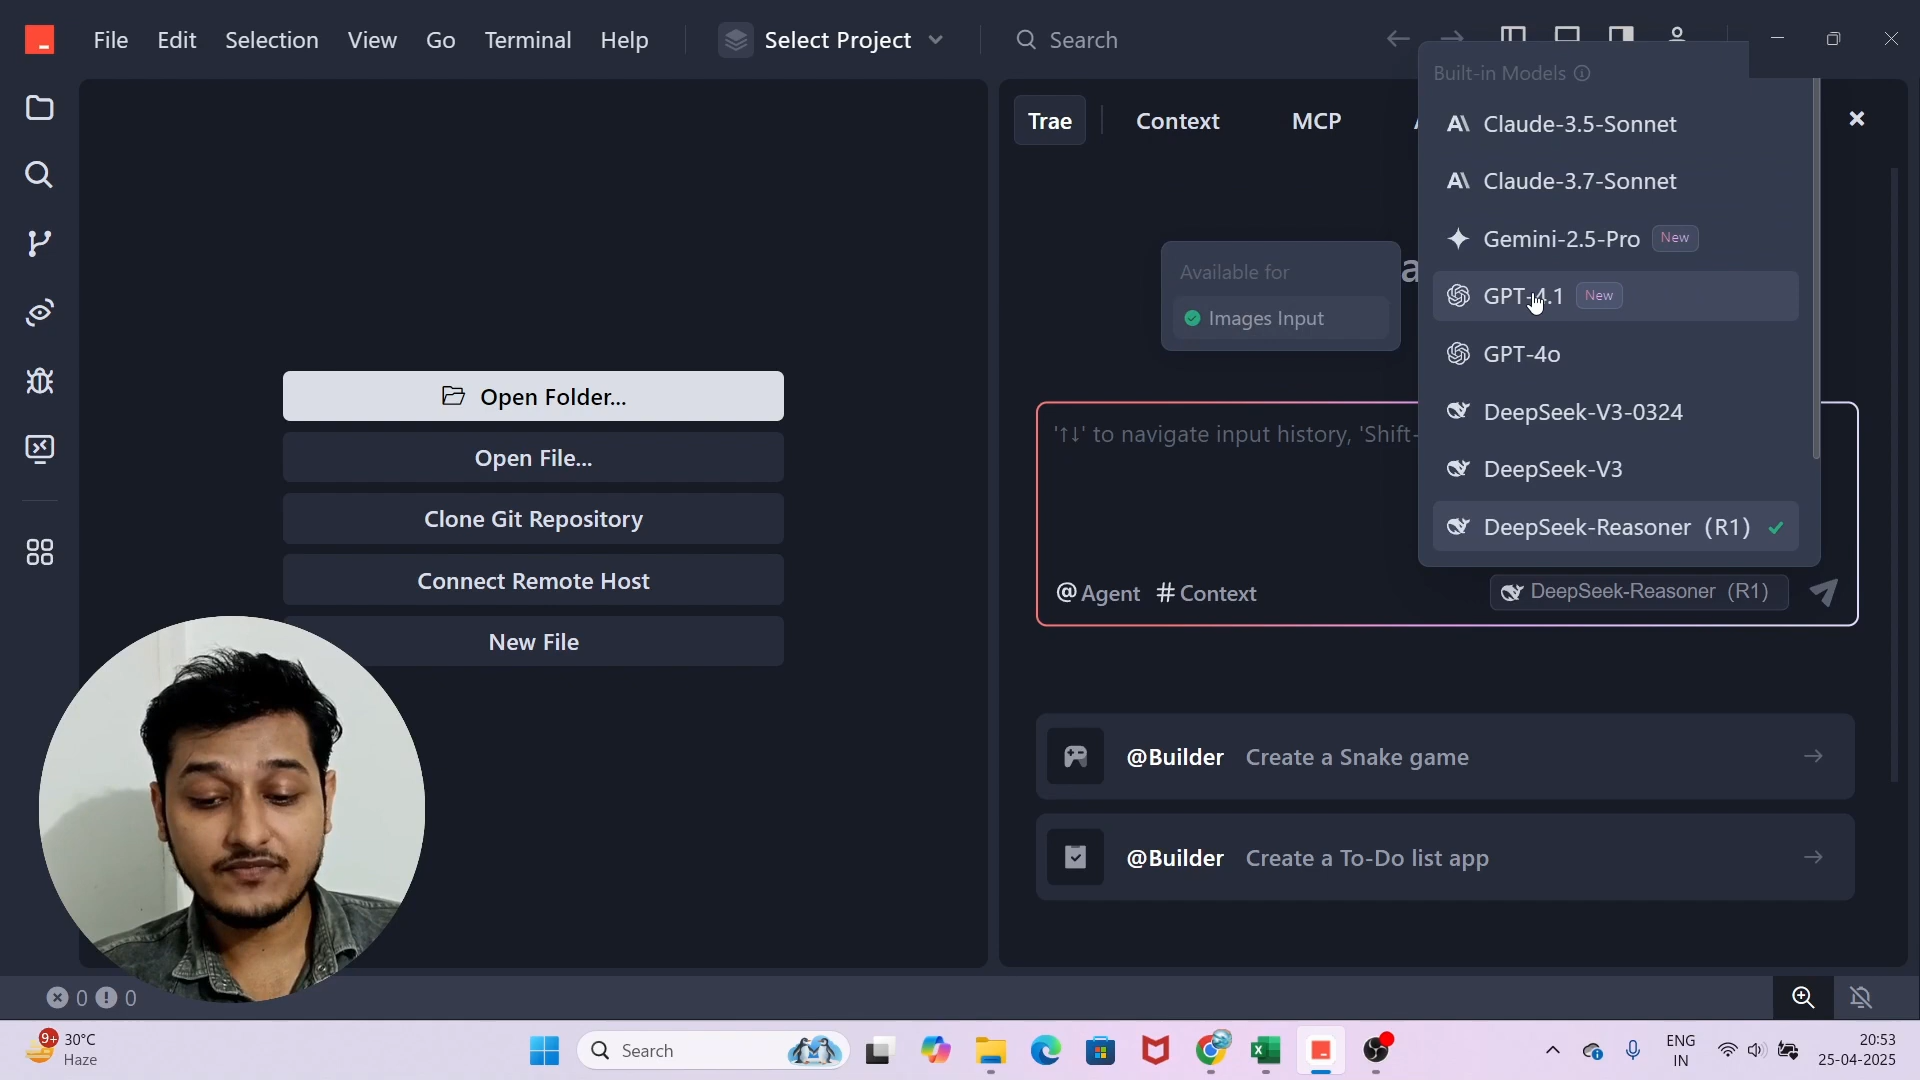 File Edit Selection View Go Terminal Help Select Project Search
Built-in Models
Trae Context MCP
Claude-3.5-Sonnet
Claude-3.7-Sonnet
Gemini-2.5-Pro New
GPT-4.1 New
GPT-4o
DeepSeek-V3-0324
DeepSeek-V3
DeepSeek-Reasoner (R1)
Available for
Images Input
Open Folder...
Open File...
Clone Git Repository
Connect Remote Host
New File
'↑↓' to navigate input history, 'Shift-
@ Agent # Context DeepSeek-Reasoner (R1)
@Builder Create a Snake game
@Builder Create a To-Do list app
0 0
9+ 30°C
Haze
Search
ENG
IN
20:53
25-04-2025